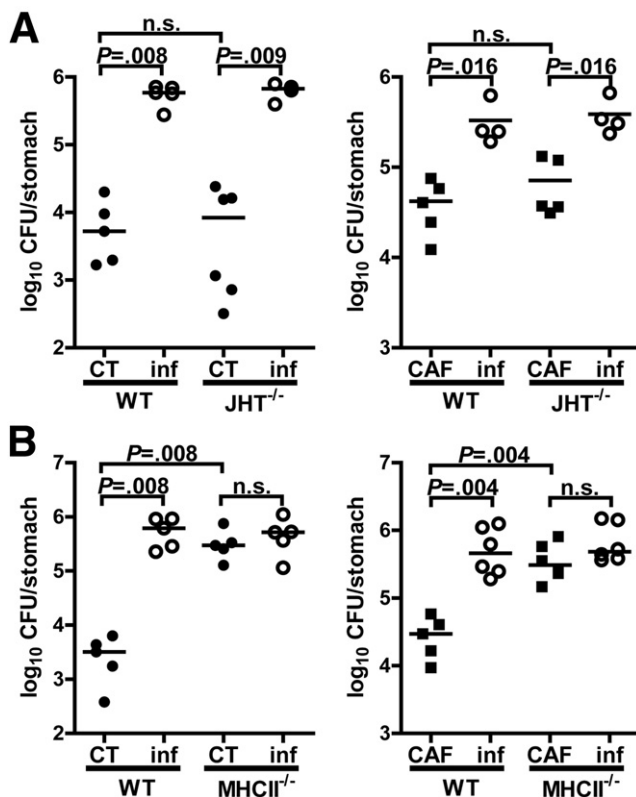 A
n.s.
P=.008
P=.009
log10 CFU/stomach
6
5
4
3
2
CT
inf
CT
inf
WT
JHT-/-
n.s.
P=.016
P=.016
log10 CFU/stomach
6
5
4
3
CAF
inf
CAF
inf
WT
JHT-/-
B
P=.008
P=.008
n.s.
log10 CFU/stomach
7
6
5
4
3
2
CT
inf
CT
inf
WT
MHCII-/-
P=.004
P=.004
n.s.
log10 CFU/stomach
7
6
5
4
3
CAF
inf
CAF
inf
WT
MHCII-/-